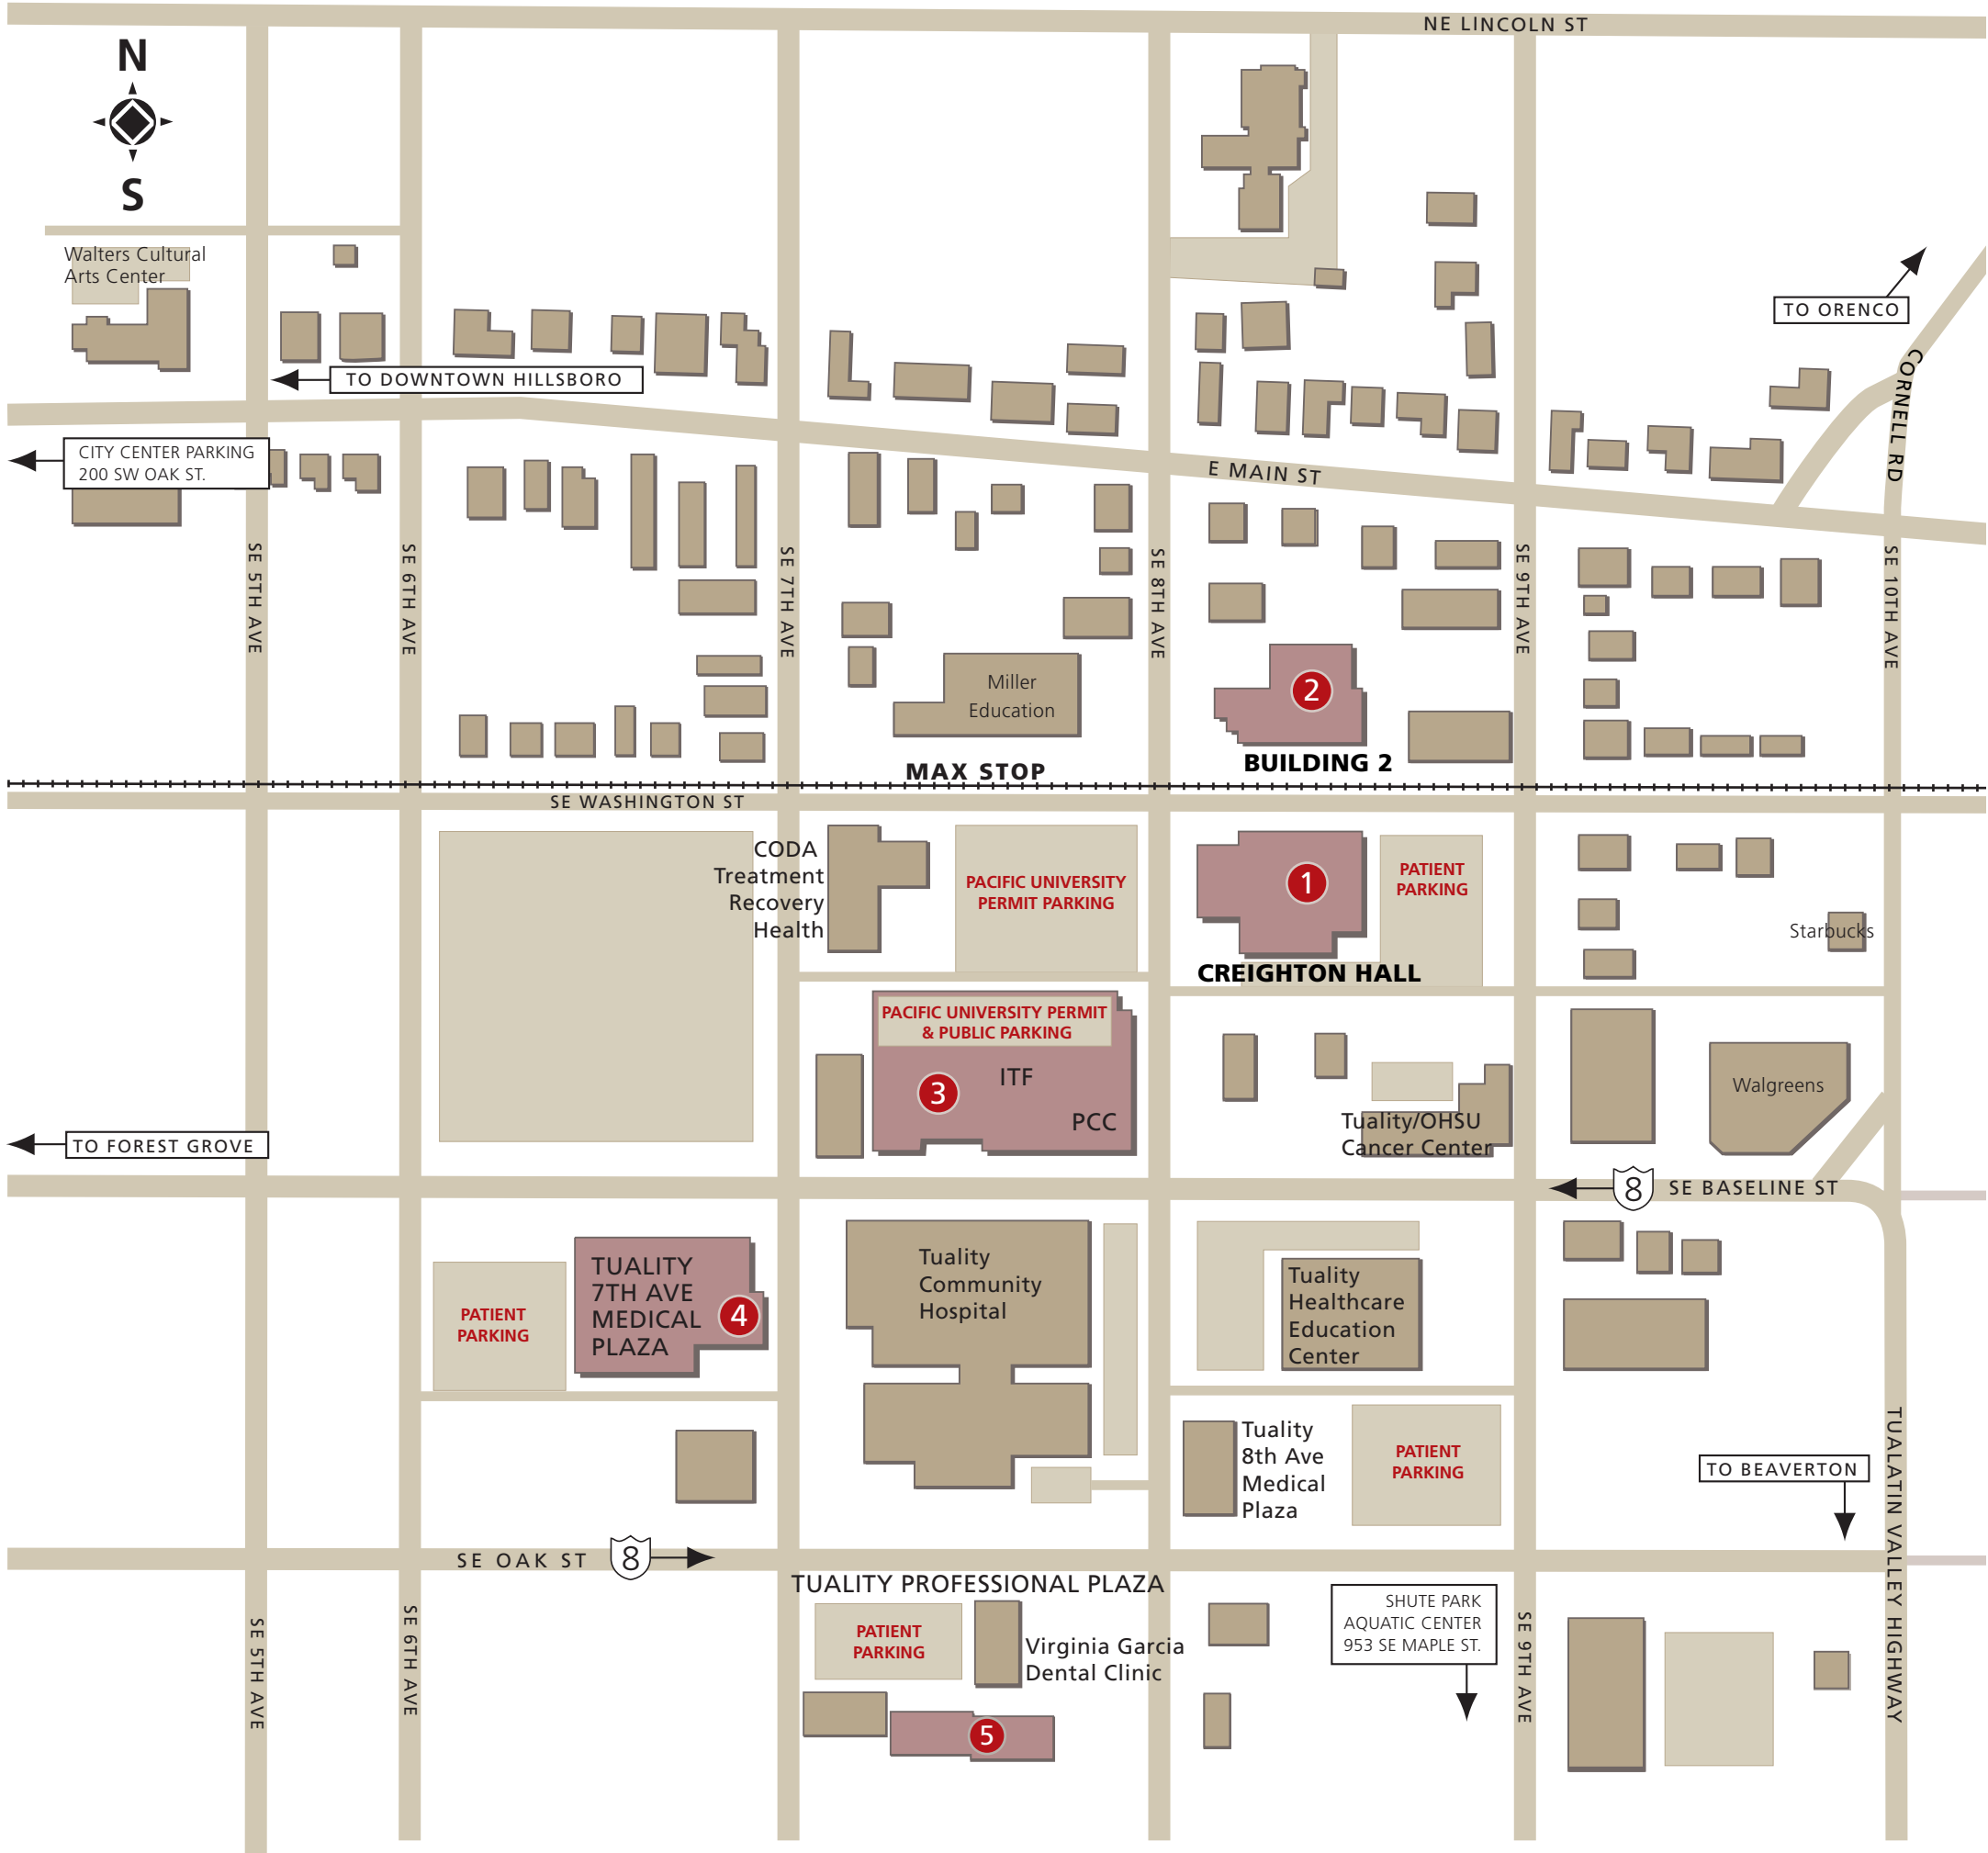 NE LINCOLN ST
N
S
Walters Cultural
Arts Center
TO ORENCO
CORNELL RD
TO DOWNTOWN HILLSBORO
CITY CENTER PARKING
200 SW OAK ST.
E MAIN ST
SE 5TH AVE
SE 6TH AVE
SE 7TH AVE
SE 8TH AVE
SE 9TH AVE
SE 10TH AVE
Miller
Education
2
BUILDING 2
MAX STOP
SE WASHINGTON ST
CODA
Treatment
Recovery
Health
PACIFIC UNIVERSITY
PERMIT PARKING
1
PATIENT
PARKING
CREIGHTON HALL
Starbucks
PACIFIC UNIVERSITY PERMIT
& PUBLIC PARKING
3
ITF
PCC
Tuality/OHSU
Cancer Center
Walgreens
TO FOREST GROVE
8
SE BASELINE ST
PATIENT
PARKING
TUALITY
7TH AVE
MEDICAL
PLAZA
4
Tuality
Community
Hospital
Tuality
Healthcare
Education
Center
Tuality
8th Ave
Medical
Plaza
PATIENT
PARKING
TO BEAVERTON
TUALATIN VALLEY HIGHWAY
SE OAK ST
8
TUALITY PROFESSIONAL PLAZA
PATIENT
PARKING
Virginia Garcia
Dental Clinic
SHUTE PARK
AQUATIC CENTER
953 SE MAPLE ST.
SE 5TH AVE
SE 6TH AVE
SE 9TH AVE
5